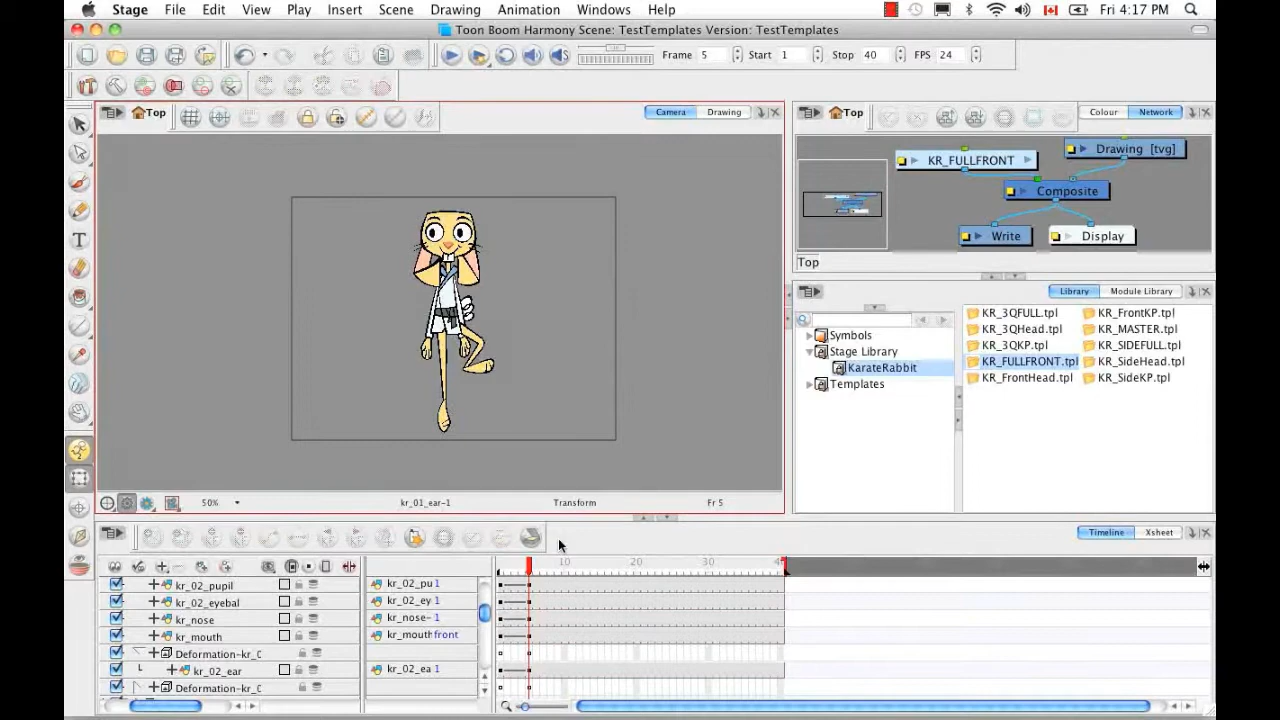 Stage File Edit View Play Insert Scene Drawing Animation Windows Help Fri 4:17 PM
Toon Boom Harmony Scene: TestTemplates Version: TestTemplates
Frame 5 Start 1 Stop 40 FPS 24
Top Camera Drawing
Top Colour Network
KR_FULLFRONT Drawing [tvg]
Composite
Write Display
Top
Library Module Library
Symbols
Stage Library
KarateRabbit
Templates
KR_3QFULL.tpl KR_FrontKP.tpl
KR_3QHead.tpl KR_MASTER.tpl
KR_3QKP.tpl KR_SIDEFULL.tpl
KR_FULLFRONT.tpl KR_SideHead.tpl
KR_FrontHead.tpl KR_SideKP.tpl
50% kr_01_ear-1 Transform Fr 5
Timeline Xsheet
10 20 30
kr_02_pupil kr_02_pu 1
kr_02_eyebal kr_02_ey 1
kr_nose kr_nose- 1
kr_mouth kr_mouth front
Deformation-kr_0
kr_02_ear kr_02_ea 1
Deformation-kr_0